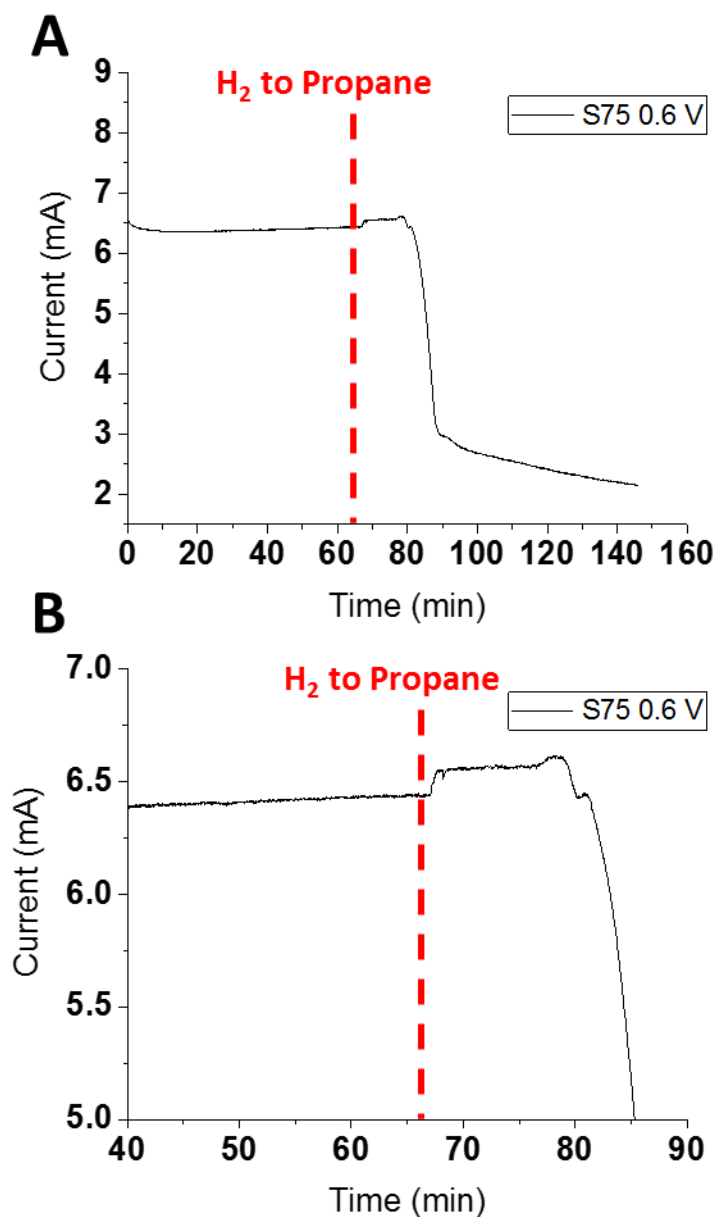 A
H₂ to Propane
S75 0.6 V
9
8
7
6
5
4
3
2
Current (mA)
0 20 40 60 80 100 120 140 160
Time (min)
B
H₂ to Propane
S75 0.6 V
7.0
6.5
6.0
5.5
5.0
Current (mA)
40 50 60 70 80 90
Time (min)